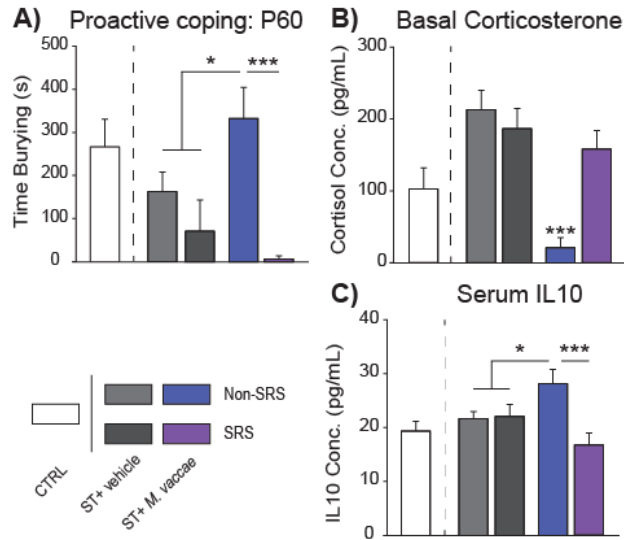 A) Proactive coping: P60
Time Burying (s)
500
400
300
200
100
0
*
***
B) Basal Corticosterone
Cortisol Conc. (pg/mL)
300
200
100
0
***
C) Serum IL10
IL10 Conc. (pg/mL)
40
30
20
10
0
*
***
Non-SRS
SRS
CTRL
ST+ vehicle
ST+ M. vaccae